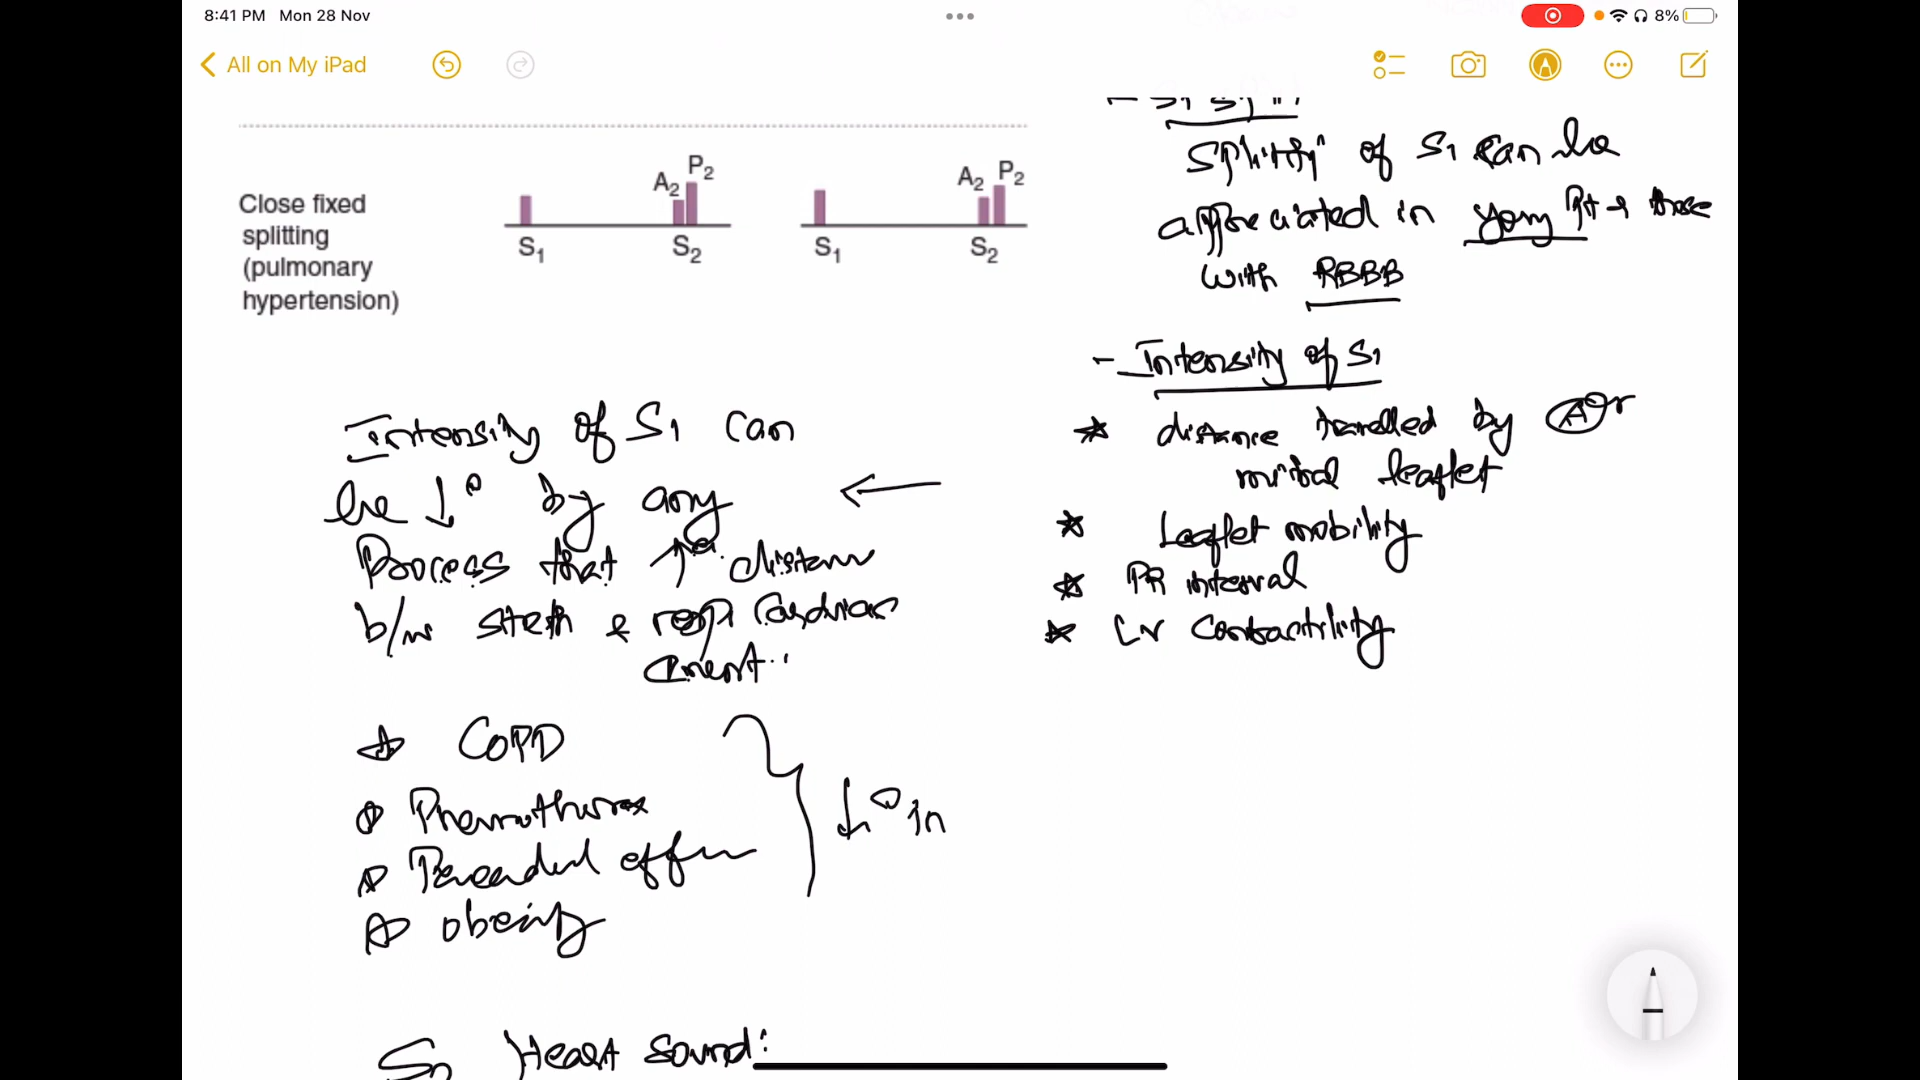 8:41 PM Mon 28 Nov
8%
All on My iPad
Close fixed
splitting
(pulmonary
hypertension)
S1 A2 P2 S2
S1 A2 P2 S2
of S1 can be
appreciated in young Pt & those
with RBBB
- Intensity of S1
distance travelled by Ant
mitral leaflet
Leaflet mobility
PR interval
LV Contractility
Intensity of S1 can
be ↓ by any ←
Process that ↑ distance
b/w steth & resp Cardiac
event..
COPD
Pneumothorax
Pericardial effusion
obesity
↓ in
S2 Heart sound: